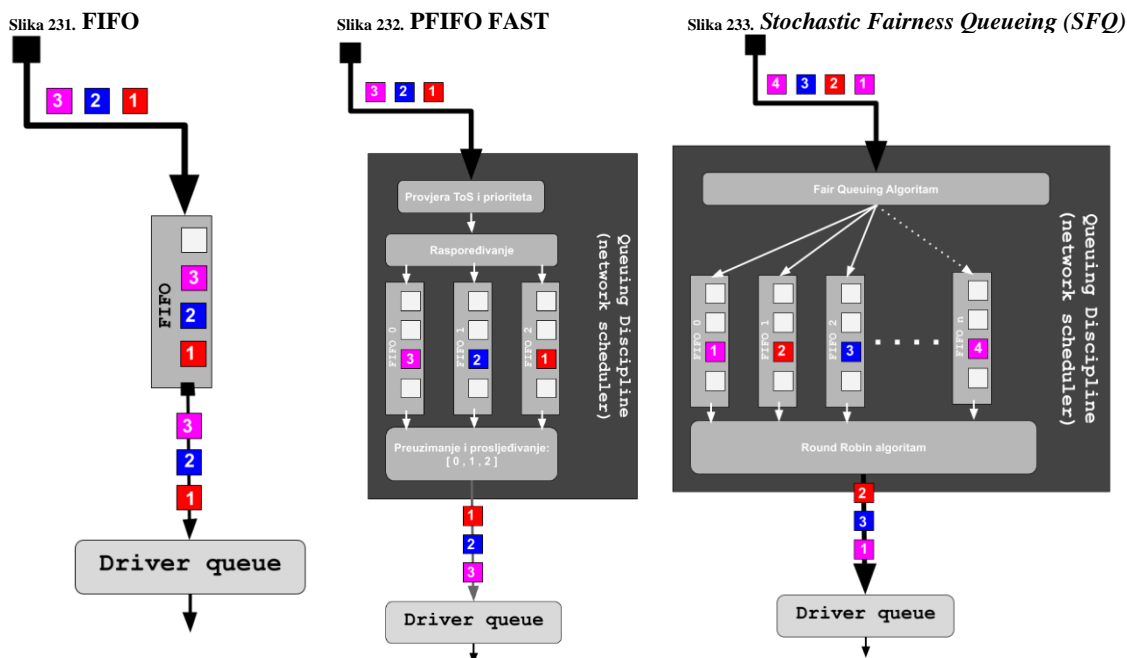 Slika 231. FIFO
3 2 1
FIFO
3
2
1
3
2
1
Driver queue
Slika 232. PFIFO FAST
3 2 1
Provjera ToS i prioriteta
Raspoređivanje
FIFO 0
3
FIFO 1
2
FIFO 2
1
Preuzimanje i prosljeđivanje:
[ 0 , 1 , 2 ]
Queuing Discipline
(network scheduler)
1
2
3
Driver queue
Slika 233. Stochastic Fairness Queueing (SFQ)
4 3 2 1
Fair Queuing Algoritam
FIFO 0
1
FIFO 1
2
FIFO 2
3
FIFO n
4
Round Robin algoritam
Queuing Discipline
(network scheduler)
2
3
1
Driver queue